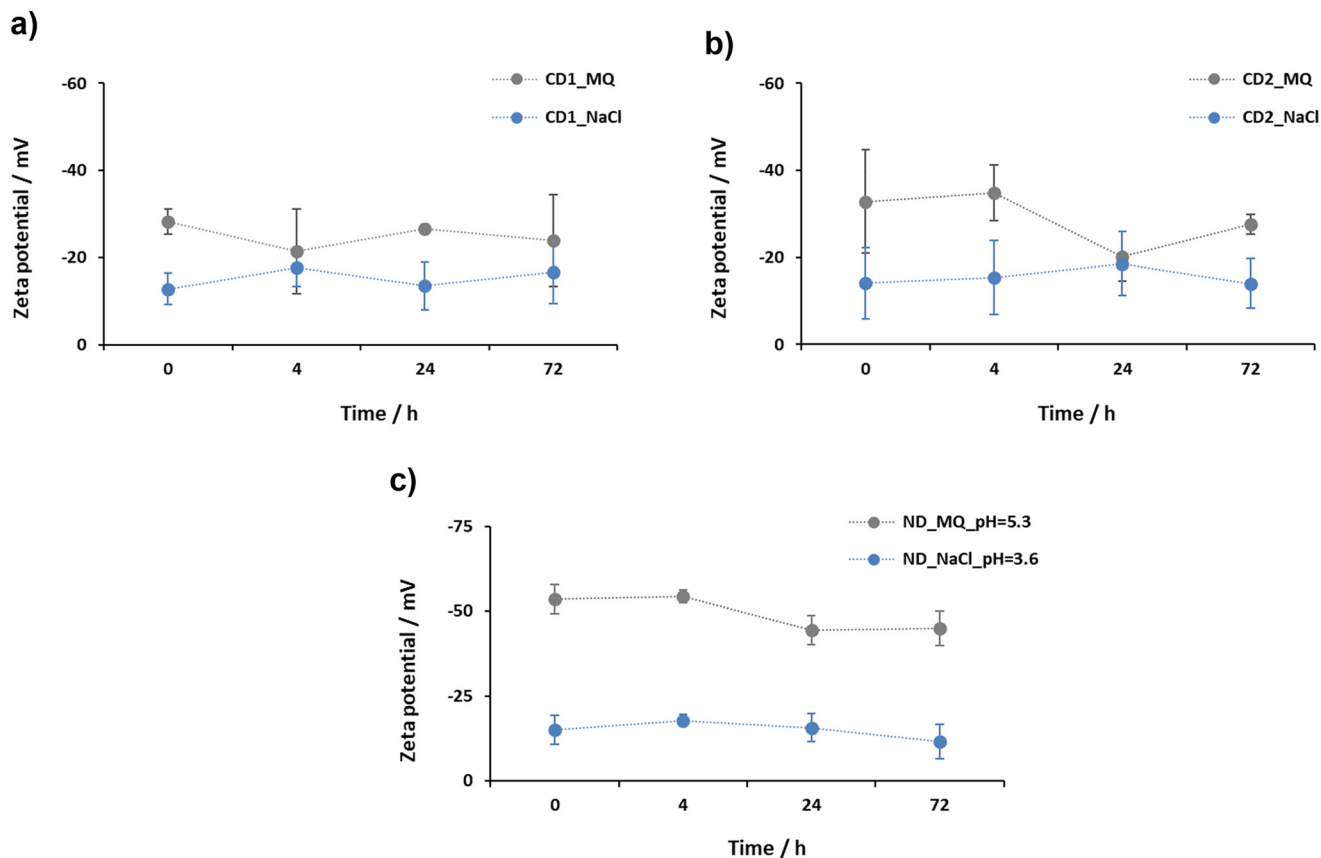 a)
CD1_MQ
CD1_NaCl
Zeta potential / mV
-60
-40
-20
0
0 4 24 72
Time / h
b)
CD2_MQ
CD2_NaCl
Zeta potential / mV
-60
-40
-20
0
0 4 24 72
Time / h
c)
ND_MQ_pH=5.3
ND_NaCl_pH=3.6
Zeta potential / mV
-75
-50
-25
0
0 4 24 72
Time / h